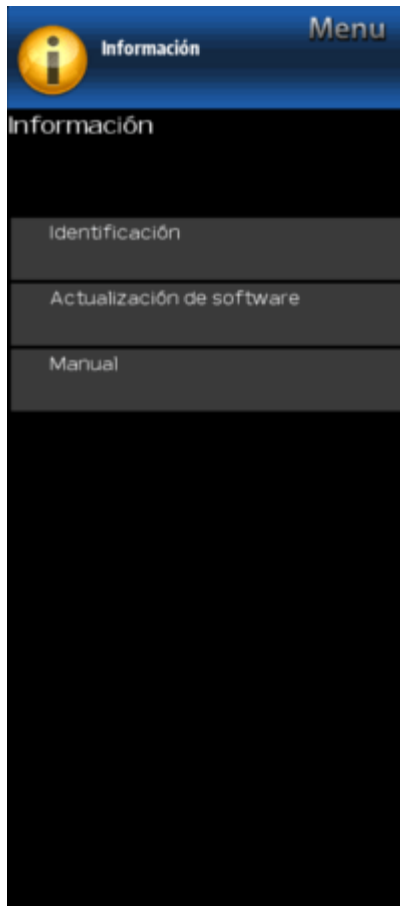 Menu
Información
Información
Identificación
Actualización de software
Manual